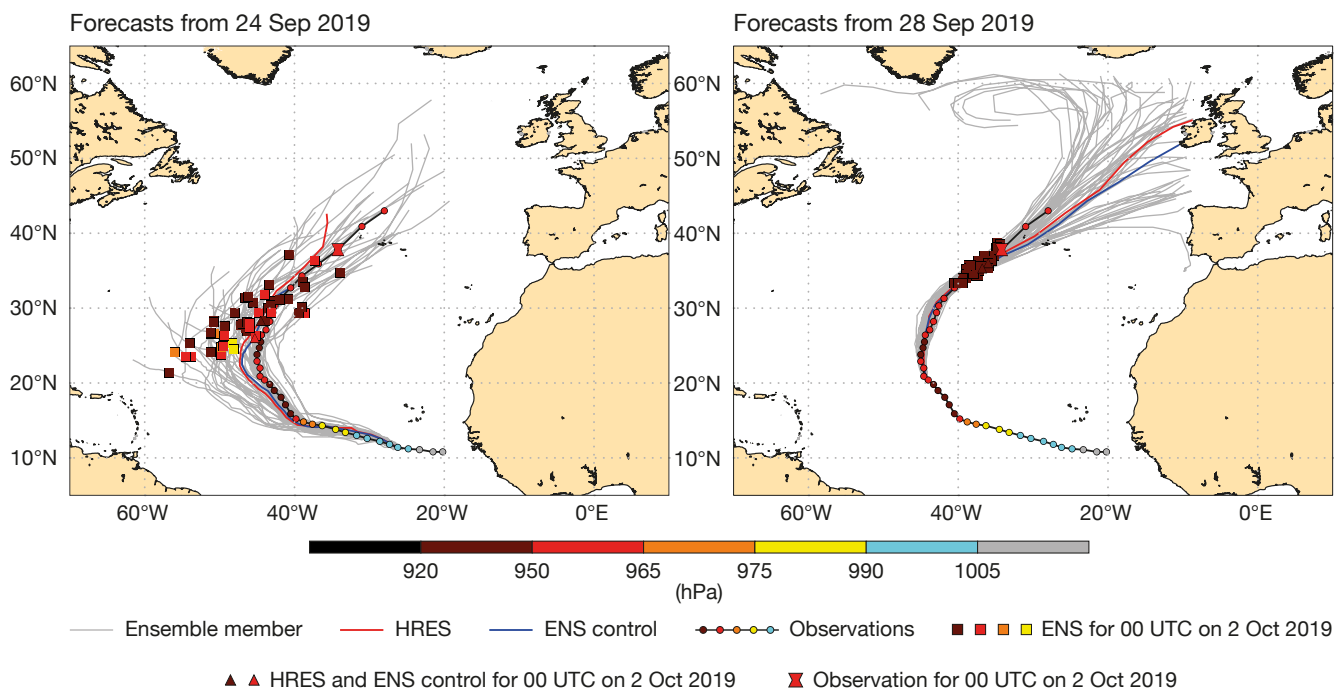 Forecasts from 24 Sep 2019
Forecasts from 28 Sep 2019
60°N
50°N
40°N
30°N
20°N
10°N
60°W 40°W 20°W 0°E
60°N
50°N
40°N
30°N
20°N
10°N
60°W 40°W 20°W 0°E
920 950 965 975 990 1005
(hPa)
Ensemble member HRES ENS control Observations ENS for 00 UTC on 2 Oct 2019
HRES and ENS control for 00 UTC on 2 Oct 2019 Observation for 00 UTC on 2 Oct 2019